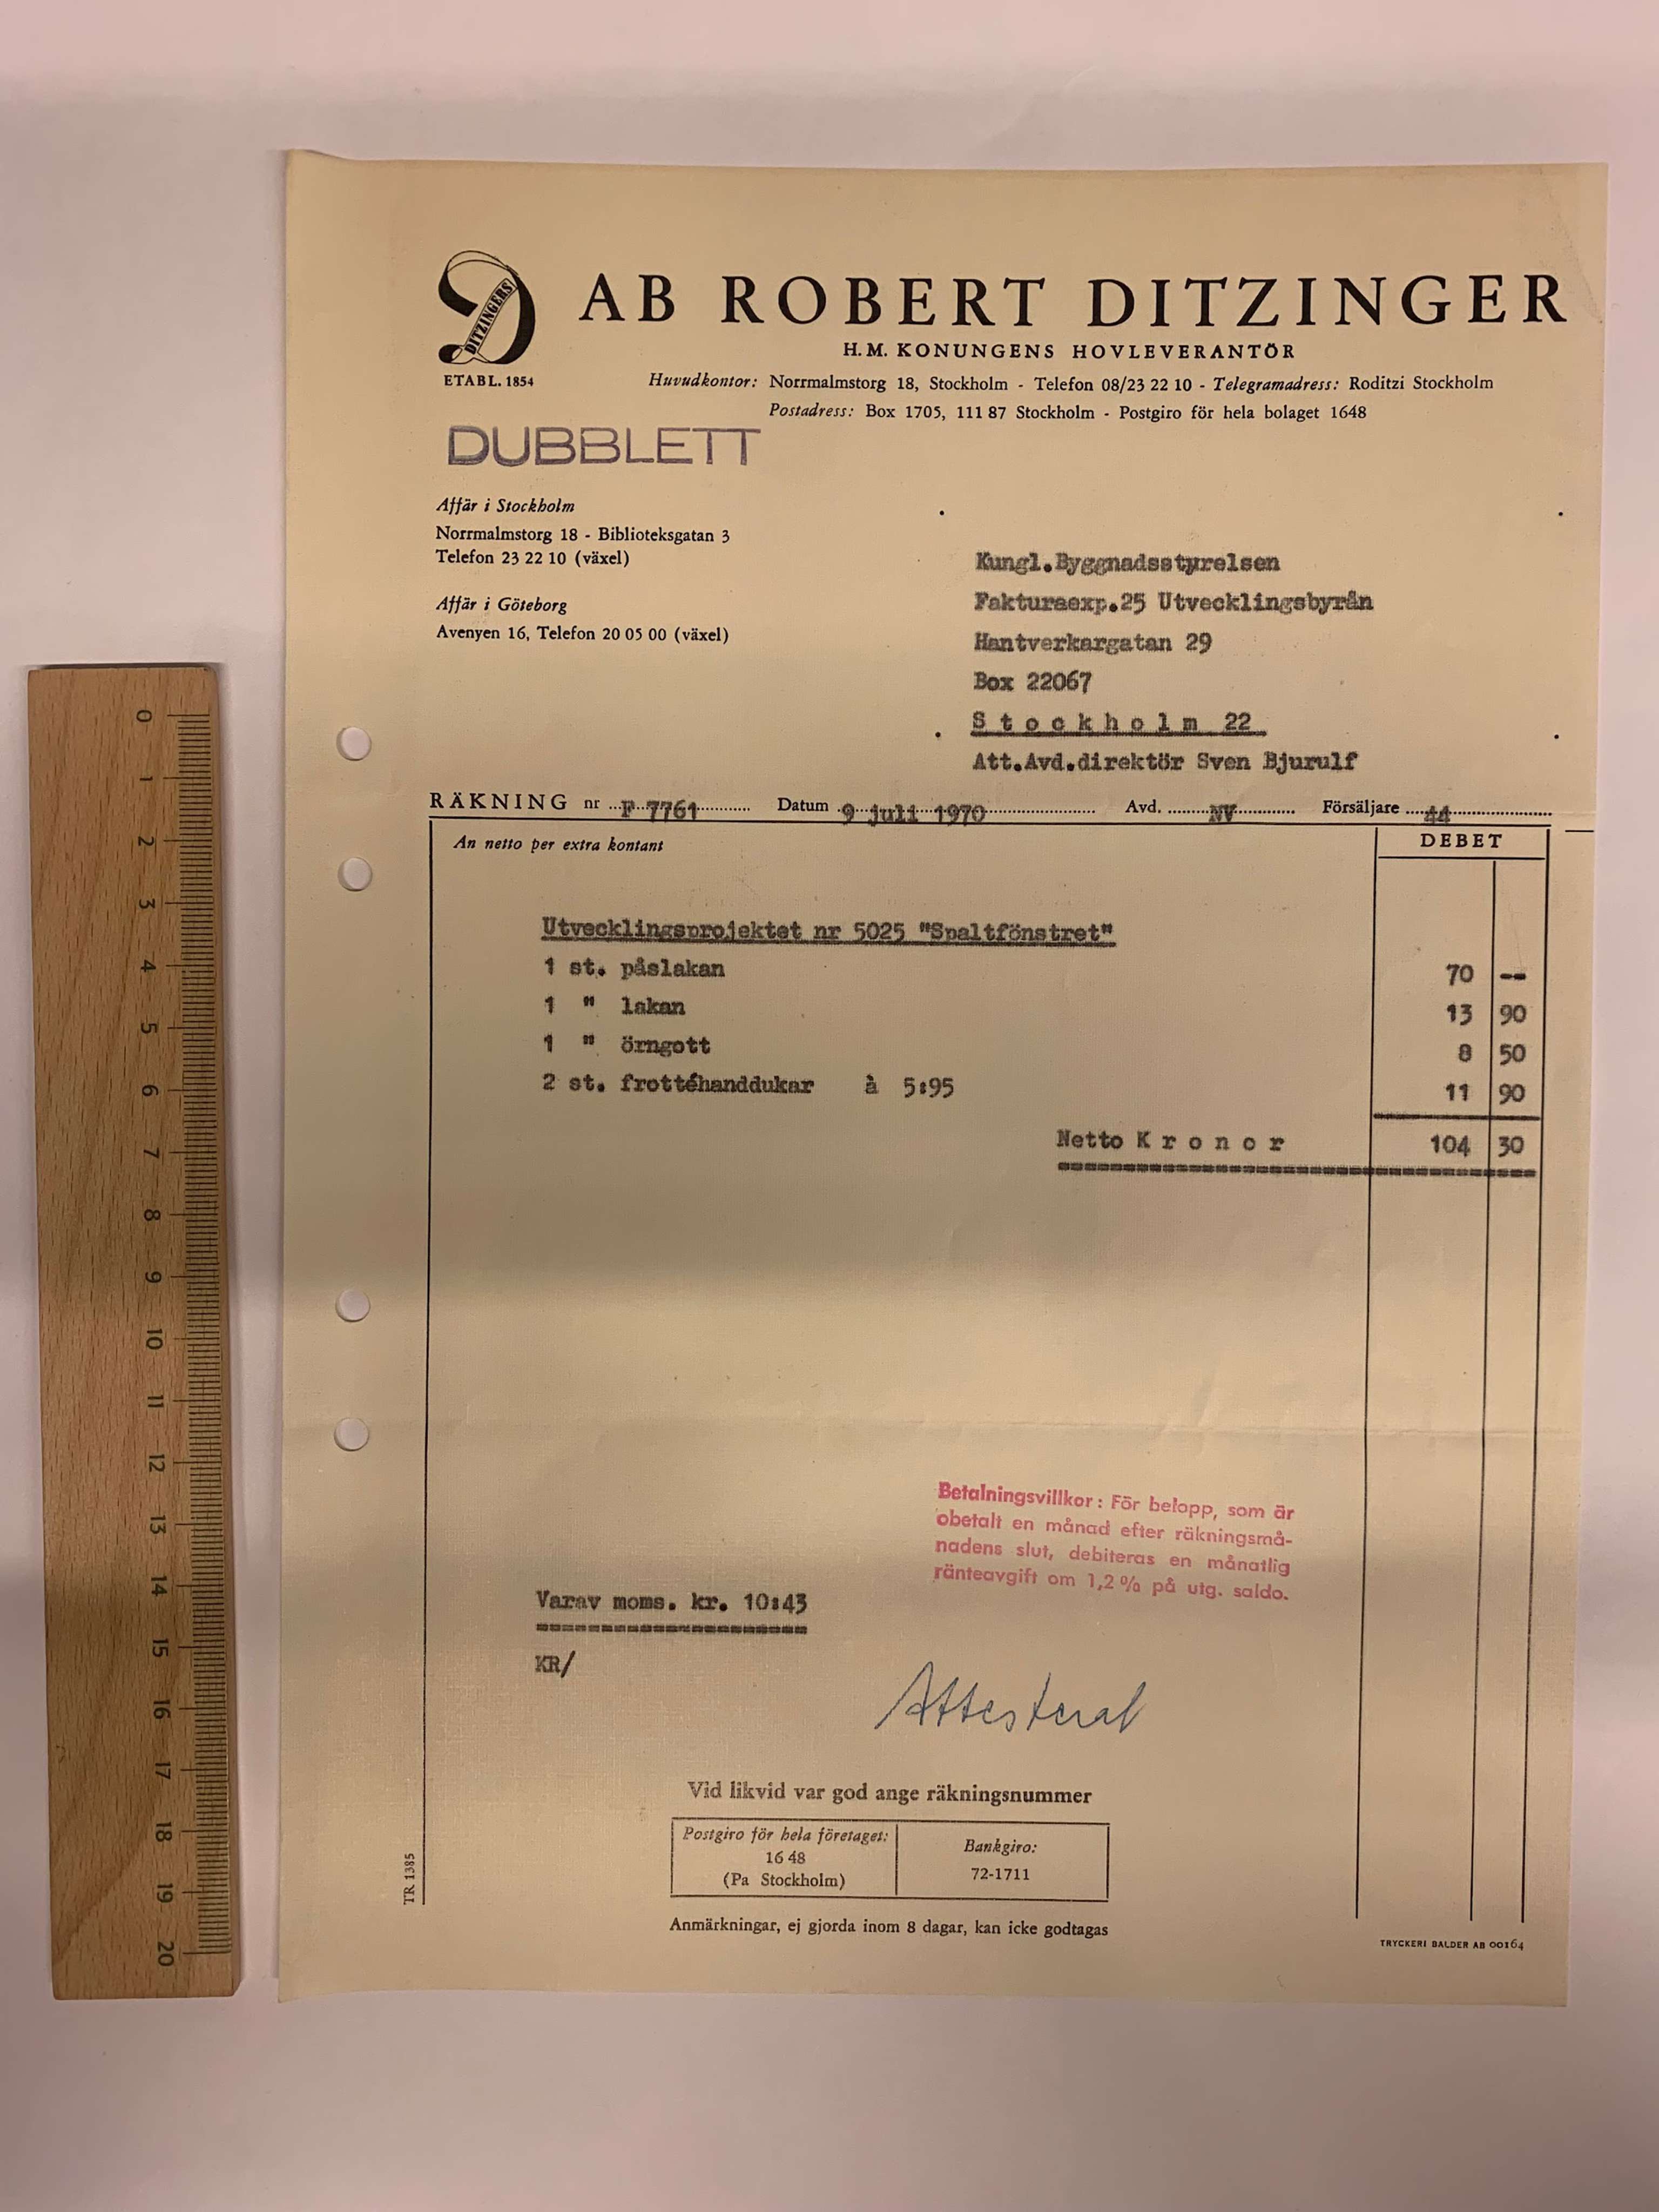 DITZINGERS
ETABL. 1854
AB ROBERT DITZINGER
H.M. KONUNGENS HOVLEVERANTÖR
Huvudkontor: Norrmalmstorg 18, Stockholm - Telefon 08/23 22 10 - Telegramadress: Roditzi Stockholm
Postadress: Box 1705, 111 87 Stockholm - Postgiro för hela bolaget 1648
DUBBLETT
Affär i Stockholm
Norrmalmstorg 18 - Biblioteksgatan 3
Telefon 23 22 10 (växel)
Affär i Göteborg
Avenyen 16, Telefon 20 05 00 (växel)
Kungl.Byggnadsstyrelsen
Fakturaexp.25 Utvecklingsbyrån
Hantverkargatan 29
Box 22067
Stockholm 22
Att.Avd.direktör Sven Bjurulf
RÄKNING nr F 7761 Datum 9 juli 1970 Avd. NV Försäljare 44
An netto per extra kontant DEBET
Utvecklingsprojektet nr 5025 "Spaltfönstret"
1 st. påslakan 70 --
1 " lakan 13 90
1 " örngott 8 50
2 st. frottéhanddukar à 5:95 11 90
Netto Kronor 104 30
Betalningsvillkor: För belopp, som är
obetalt en månad efter räkningsmå-
nadens slut, debiteras en månatlig
ränteavgift om 1,2% på utg. saldo.
Varav moms. kr. 10:43
KR/
Attesteral
Vid likvid var god ange räkningsnummer
Postgiro för hela företaget:
16 48
(Pa Stockholm)
Bankgiro:
72-1711
Anmärkningar, ej gjorda inom 8 dagar, kan icke godtagas
TR 1385
TRYCKERI BALDER AB 00164
0 1 2 3 4 5 6 7 8 9 10 11 12 13 14 15 16 17 18 19 20